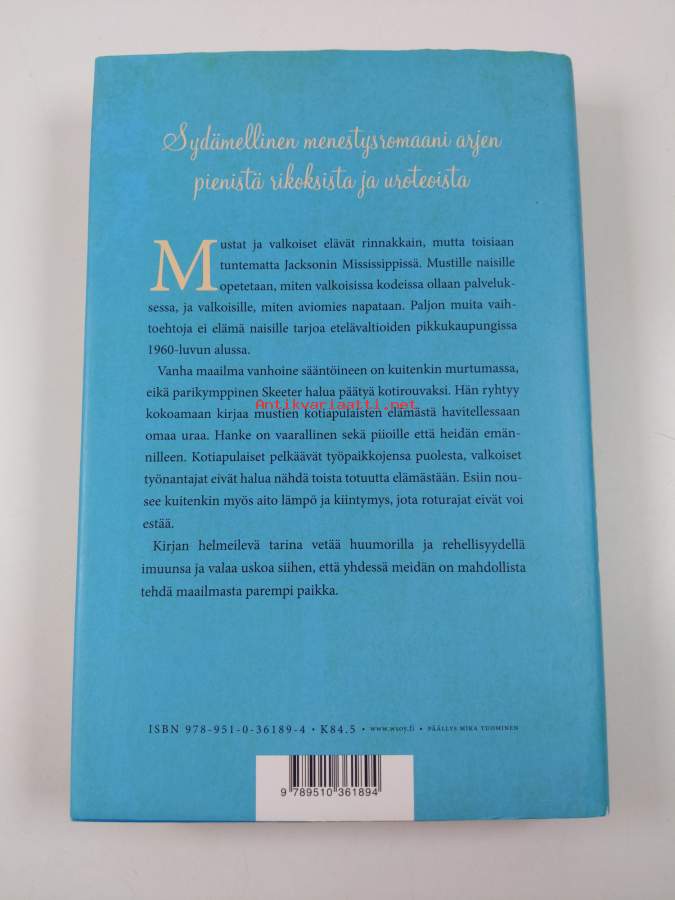 Sydämellinen menestysromaani arjen
pienistä rikoksista ja uroteoista
Mustat ja valkoiset elävät rinnakkain, mutta toisiaan
tuntematta Jacksonin Mississippissä. Mustille naisille
opetetaan, miten valkoisissa kodeissa ollaan palveluk-
sessa, ja valkoisille, miten aviomies napataan. Paljon muita vaih-
toehtoja ei elämä naisille tarjoa etelävaltioiden pikkukaupungissa
1960-luvun alussa.
Vanha maailma vanhoine sääntöineen on kuitenkin murtumassa,
eikä parikymppinen Skeeter halua päätyä kotirouvaksi. Hän ryhtyy
Antikvariaatti.net
kokoamaan kirjaa mustien kotiapulaisten elämästä havitellessaan
omaa uraa. Hanke on vaarallinen sekä piioille että heidän emän-
nilleen. Kotiapulaiset pelkäävät työpaikkojensa puolesta, valkoiset
työnantajat eivät halua nähdä toista totuutta elämästään. Esiin nou-
see kuitenkin myös aito lämpö ja kiintymys, jota roturajat eivät voi
estää.
Kirjan helmeilevä tarina vetää huumorilla ja rehellisyydellä
imuunsa ja valaa uskoa siihen, että yhdessä meidän on mahdollista
tehdä maailmasta parempi paikka.
ISBN 978-951-0-36189-4 • K84.5 • www.wsoy.fi • PÄÄLLYS MIKA TUOMINEN
9 789510 361894